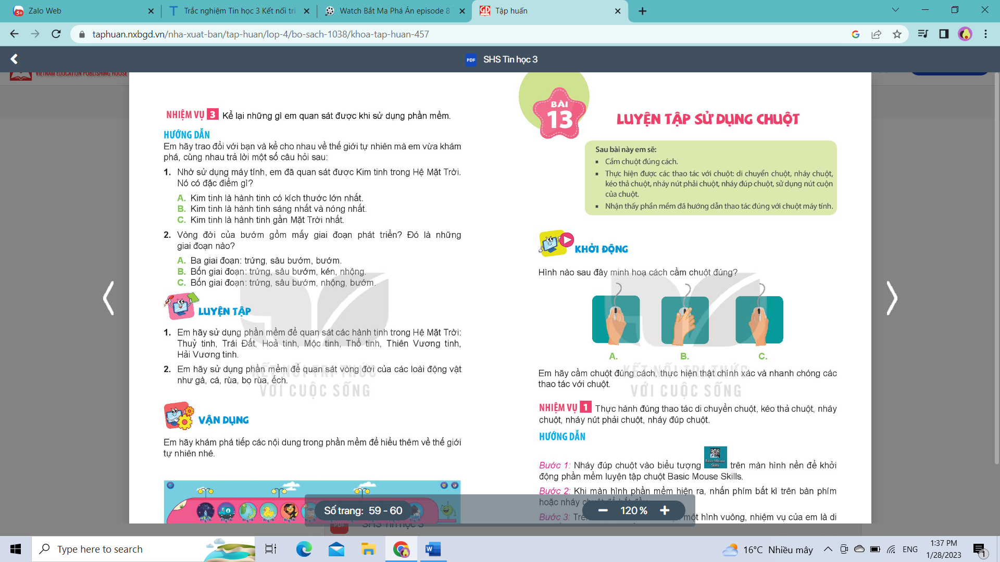 Zalo Web
Trắc nghiệm Tin học 3 Kết nối tri
Watch Bắt Ma Phá Án episode 8
Tập huấn
taphuan.nxbgd.vn/nha-xuat-ban/tap-huan/lop-4/bo-sach-1038/khoa-tap-huan-457
PDF SHS Tin học 3
VIETNAM EDUCATION PUBLISHING HOUSE
NHIỆM VỤ 3 Kể lại những gì em quan sát được khi sử dụng phần mềm.
HƯỚNG DẪN
Em hãy trao đổi với bạn và kể cho nhau về thế giới tự nhiên mà em vừa khám
phá, cùng nhau trả lời một số câu hỏi sau:
1. Nhờ sử dụng máy tính, em đã quan sát được Kim tinh trong Hệ Mặt Trời.
Nó có đặc điểm gì?
A. Kim tinh là hành tinh có kích thước lớn nhất.
B. Kim tinh là hành tinh sáng nhất và nóng nhất.
C. Kim tinh là hành tinh gần Mặt Trời nhất.
2. Vòng đời của bướm gồm mấy giai đoạn phát triển? Đó là những
giai đoạn nào?
A. Ba giai đoạn: trứng, sâu bướm, bướm.
B. Bốn giai đoạn: trứng, sâu bướm, kén, nhộng.
C. Bốn giai đoạn: trứng, sâu bướm, nhộng, bướm.
LUYỆN TẬP
1. Em hãy sử dụng phần mềm để quan sát các hành tinh trong Hệ Mặt Trời:
Thuỷ tinh, Trái Đất, Hoả tinh, Mộc tinh, Thổ tinh, Thiên Vương tinh,
Hải Vương tinh.
2. Em hãy sử dụng phần mềm để quan sát vòng đời của các loài động vật
như gà, cá, rùa, bọ rùa, ếch.
KẾT NỐI TRI THỨC
VỚI CUỘC SỐNG
VẬN DỤNG
Em hãy khám phá tiếp các nội dung trong phần mềm để hiểu thêm về thế giới
tự nhiên nhé.
BÀI
13
LUYỆN TẬP SỬ DỤNG CHUỘT
Sau bài này em sẽ:
▪ Cầm chuột đúng cách.
▪ Thực hiện được các thao tác với chuột: di chuyển chuột, nháy chuột,
kéo thả chuột, nháy nút phải chuột, nháy đúp chuột, sử dụng nút cuộn
của chuột.
▪ Nhận thấy phần mềm đã hướng dẫn thao tác đúng với chuột máy tính.
KHỞI ĐỘNG
Hình nào sau đây minh hoạ cách cầm chuột đúng?
A. B. C.
Em hãy cầm chuột đúng cách, thực hiện thật chính xác và nhanh chóng các
thao tác với chuột.
KẾT NỐI TRI THỨC
VỚI CUỘC SỐNG
NHIỆM VỤ 1 Thực hành đúng thao tác di chuyển chuột, kéo thả chuột, nháy
chuột, nháy nút phải chuột, nháy đúp chuột.
HƯỚNG DẪN
Basic Mouse
Skills
Bước 1: Nháy đúp chuột vào biểu tượng trên màn hình nền để khởi
động phần mềm luyện tập chuột Basic Mouse Skills.
Bước 2: Khi màn hình phần mềm hiện ra, nhấn phím bất kì trên bàn phím
hoặc nháy
Bước 3: một hình vuông, nhiệm vụ của em là di
Số trang: 59 - 60
120 %
PDF SHS Tin học 3
Type here to search
16°C Nhiều mây
ENG
1:37 PM
1/28/2023
1